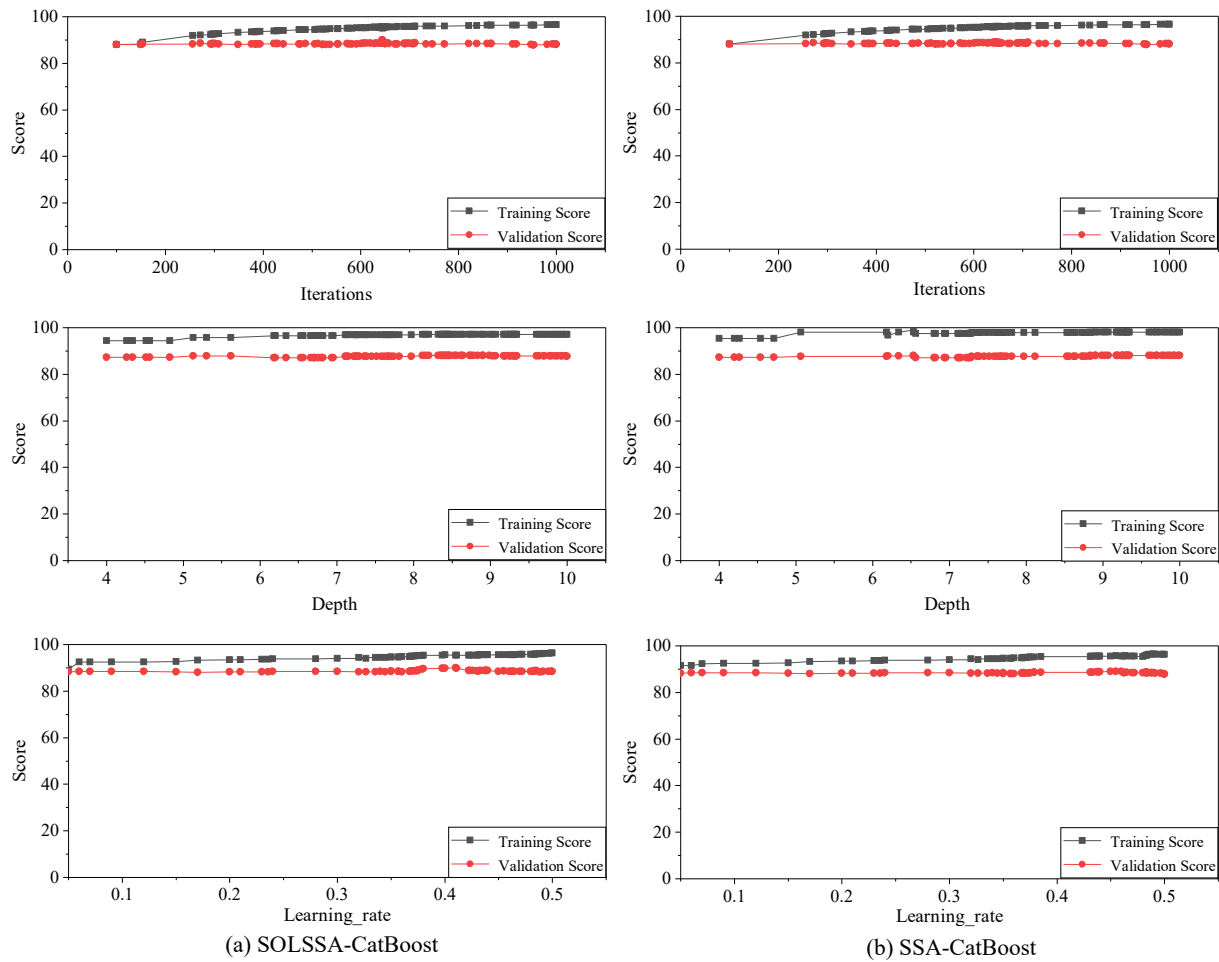 100
80
60
40
20
0
Score
Training Score
Validation Score
0 200 400 600 800 1000
Iterations
100
80
60
40
20
0
Score
Training Score
Validation Score
0 200 400 600 800 1000
Iterations
100
80
60
40
20
0
Score
Training Score
Validation Score
4 5 6 7 8 9 10
Depth
100
80
60
40
20
0
Score
Training Score
Validation Score
4 5 6 7 8 9 10
Depth
100
80
60
40
20
0
Score
Training Score
Validation Score
0.1 0.2 0.3 0.4 0.5
Learning_rate
(a) SOLSSA-CatBoost
100
80
60
40
20
0
Score
Training Score
Validation Score
0.1 0.2 0.3 0.4 0.5
Learning_rate
(b) SSA-CatBoost